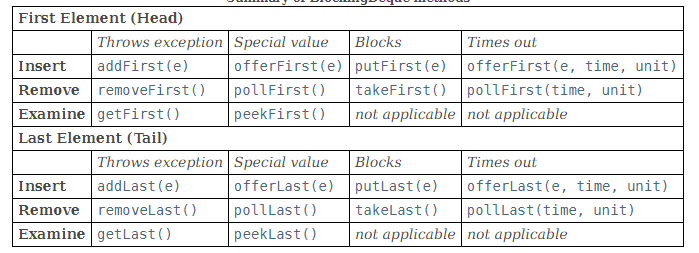 Summary of BlockingDeque methods
First Element (Head)
Throws exception Special value Blocks Times out
Insert addFirst(e) offerFirst(e) putFirst(e) offerFirst(e, time, unit)
Remove removeFirst() pollFirst() takeFirst() pollFirst(time, unit)
Examine getFirst() peekFirst() not applicable not applicable
Last Element (Tail)
Throws exception Special value Blocks Times out
Insert addLast(e) offerLast(e) putLast(e) offerLast(e, time, unit)
Remove removeLast() pollLast() takeLast() pollLast(time, unit)
Examine getLast() peekLast() not applicable not applicable